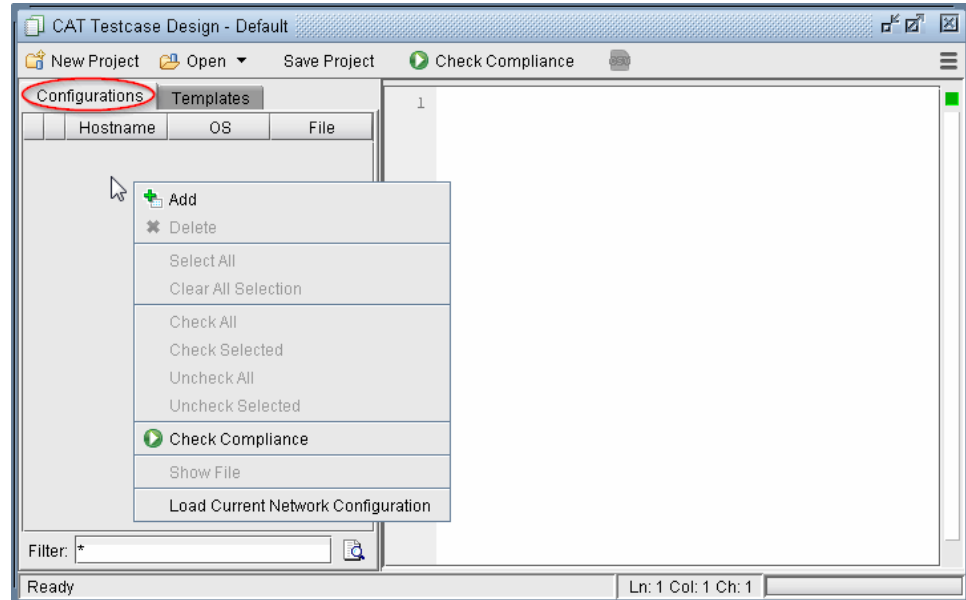 CAT Testcase Design - Default
New Project Open Save Project Check Compliance
Configurations Templates
Hostname OS File
1
Add
Delete
Select All
Clear All Selection
Check All
Check Selected
Uncheck All
Uncheck Selected
Check Compliance
Show File
Load Current Network Configuration
Filter: *
Ready Ln: 1 Col: 1 Ch: 1